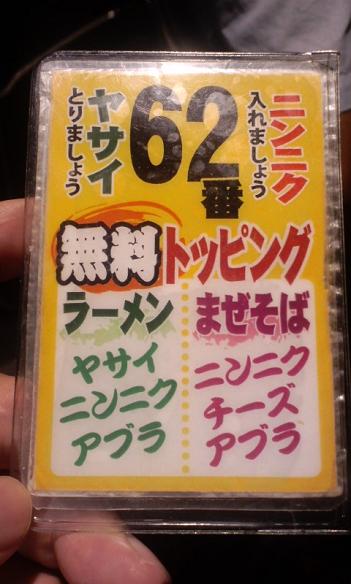 ニンニク
入れましょう
62番
ヤサイ
とりましょう
無料トッピング
ラーメン
ヤサイ
ニンニク
アブラ
まぜそば
ニンニク
チーズ
アブラ